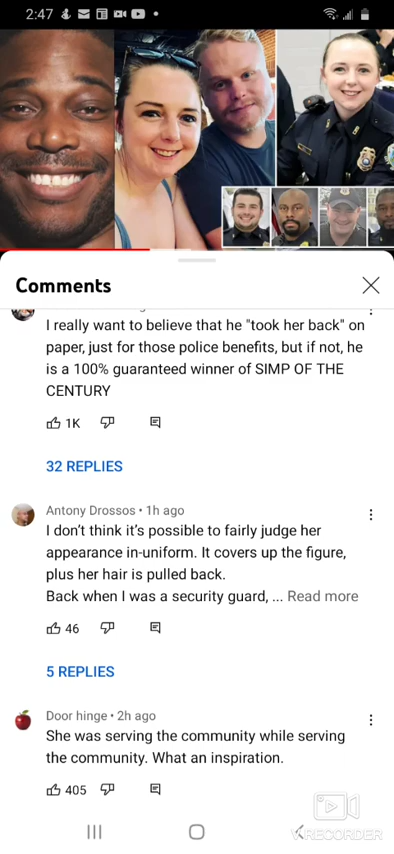 2:47
Comments
I really want to believe that he "took her back" on
paper, just for those police benefits, but if not, he
is a 100% guaranteed winner of SIMP OF THE
CENTURY
1K
32 REPLIES
Antony Drossos • 1h ago
I don't think it's possible to fairly judge her
appearance in-uniform. It covers up the figure,
plus her hair is pulled back.
Back when I was a security guard, ... Read more
46
5 REPLIES
Door hinge • 2h ago
She was serving the community while serving
the community. What an inspiration.
405
V RECORDER